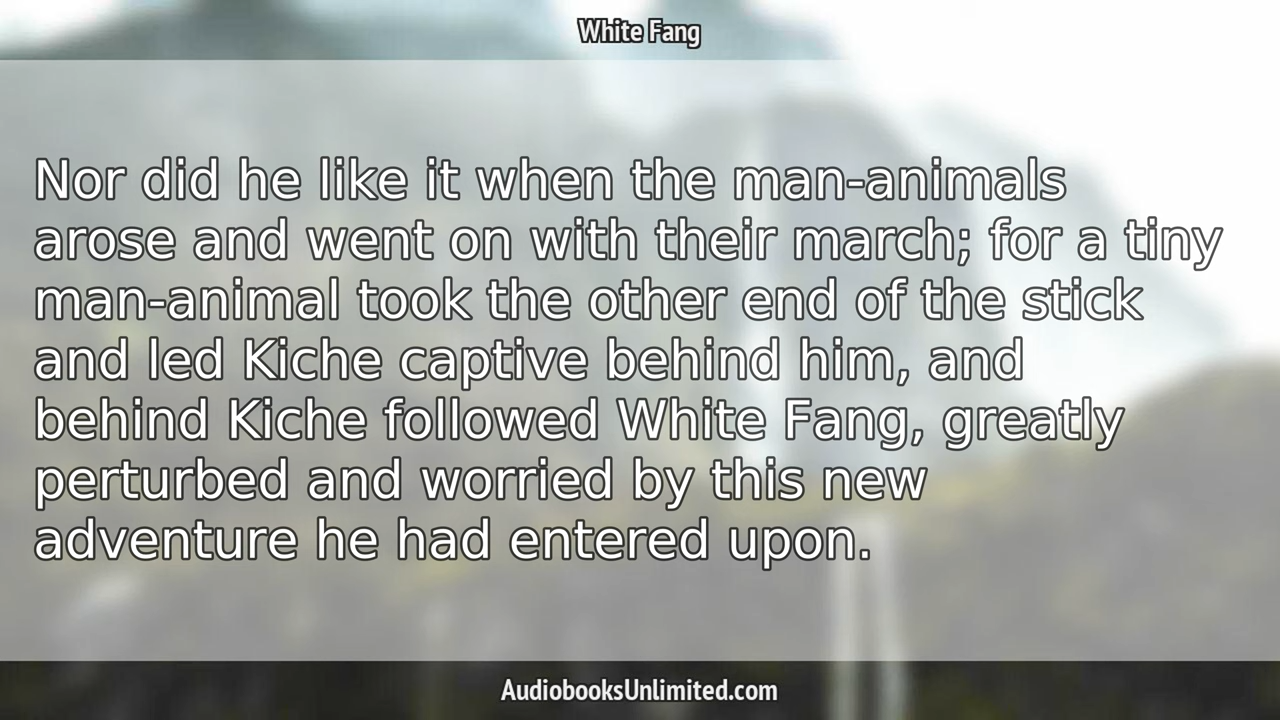 White Fang
Nor did he like it when the man-animals
arose and went on with their march; for a tiny
man-animal took the other end of the stick
and led Kiche captive behind him, and
behind Kiche followed White Fang, greatly
perturbed and worried by this new
adventure he had entered upon.
AudiobooksUnlimited.com